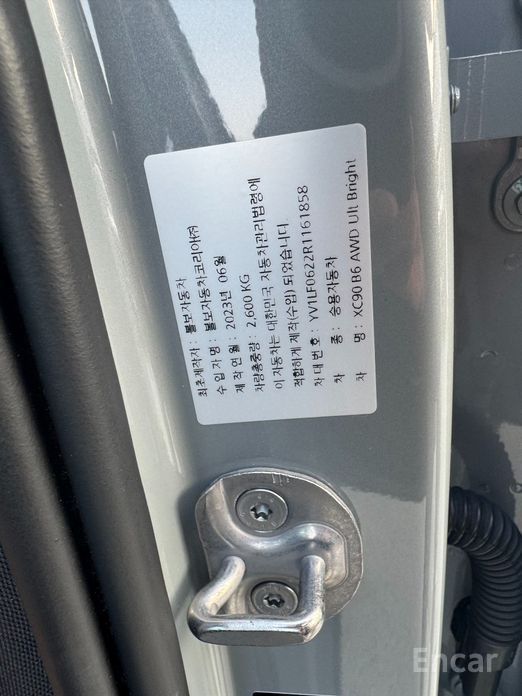 최초제작자 : 볼보자동차
수 입 자 명 : 볼보자동차코리아㈜
제 작 연 월 : 2023년 06월
차량총중량 : 2,600 KG
이 자동차는 대한민국 자동차관리법령에
적합하게 제작(수입) 되었습니다.
차 대 번 호 : YV1LF0622R1161858
차 종 : 승용자동차
차 명 : XC90 B6 AWD Ult Bright
Encar